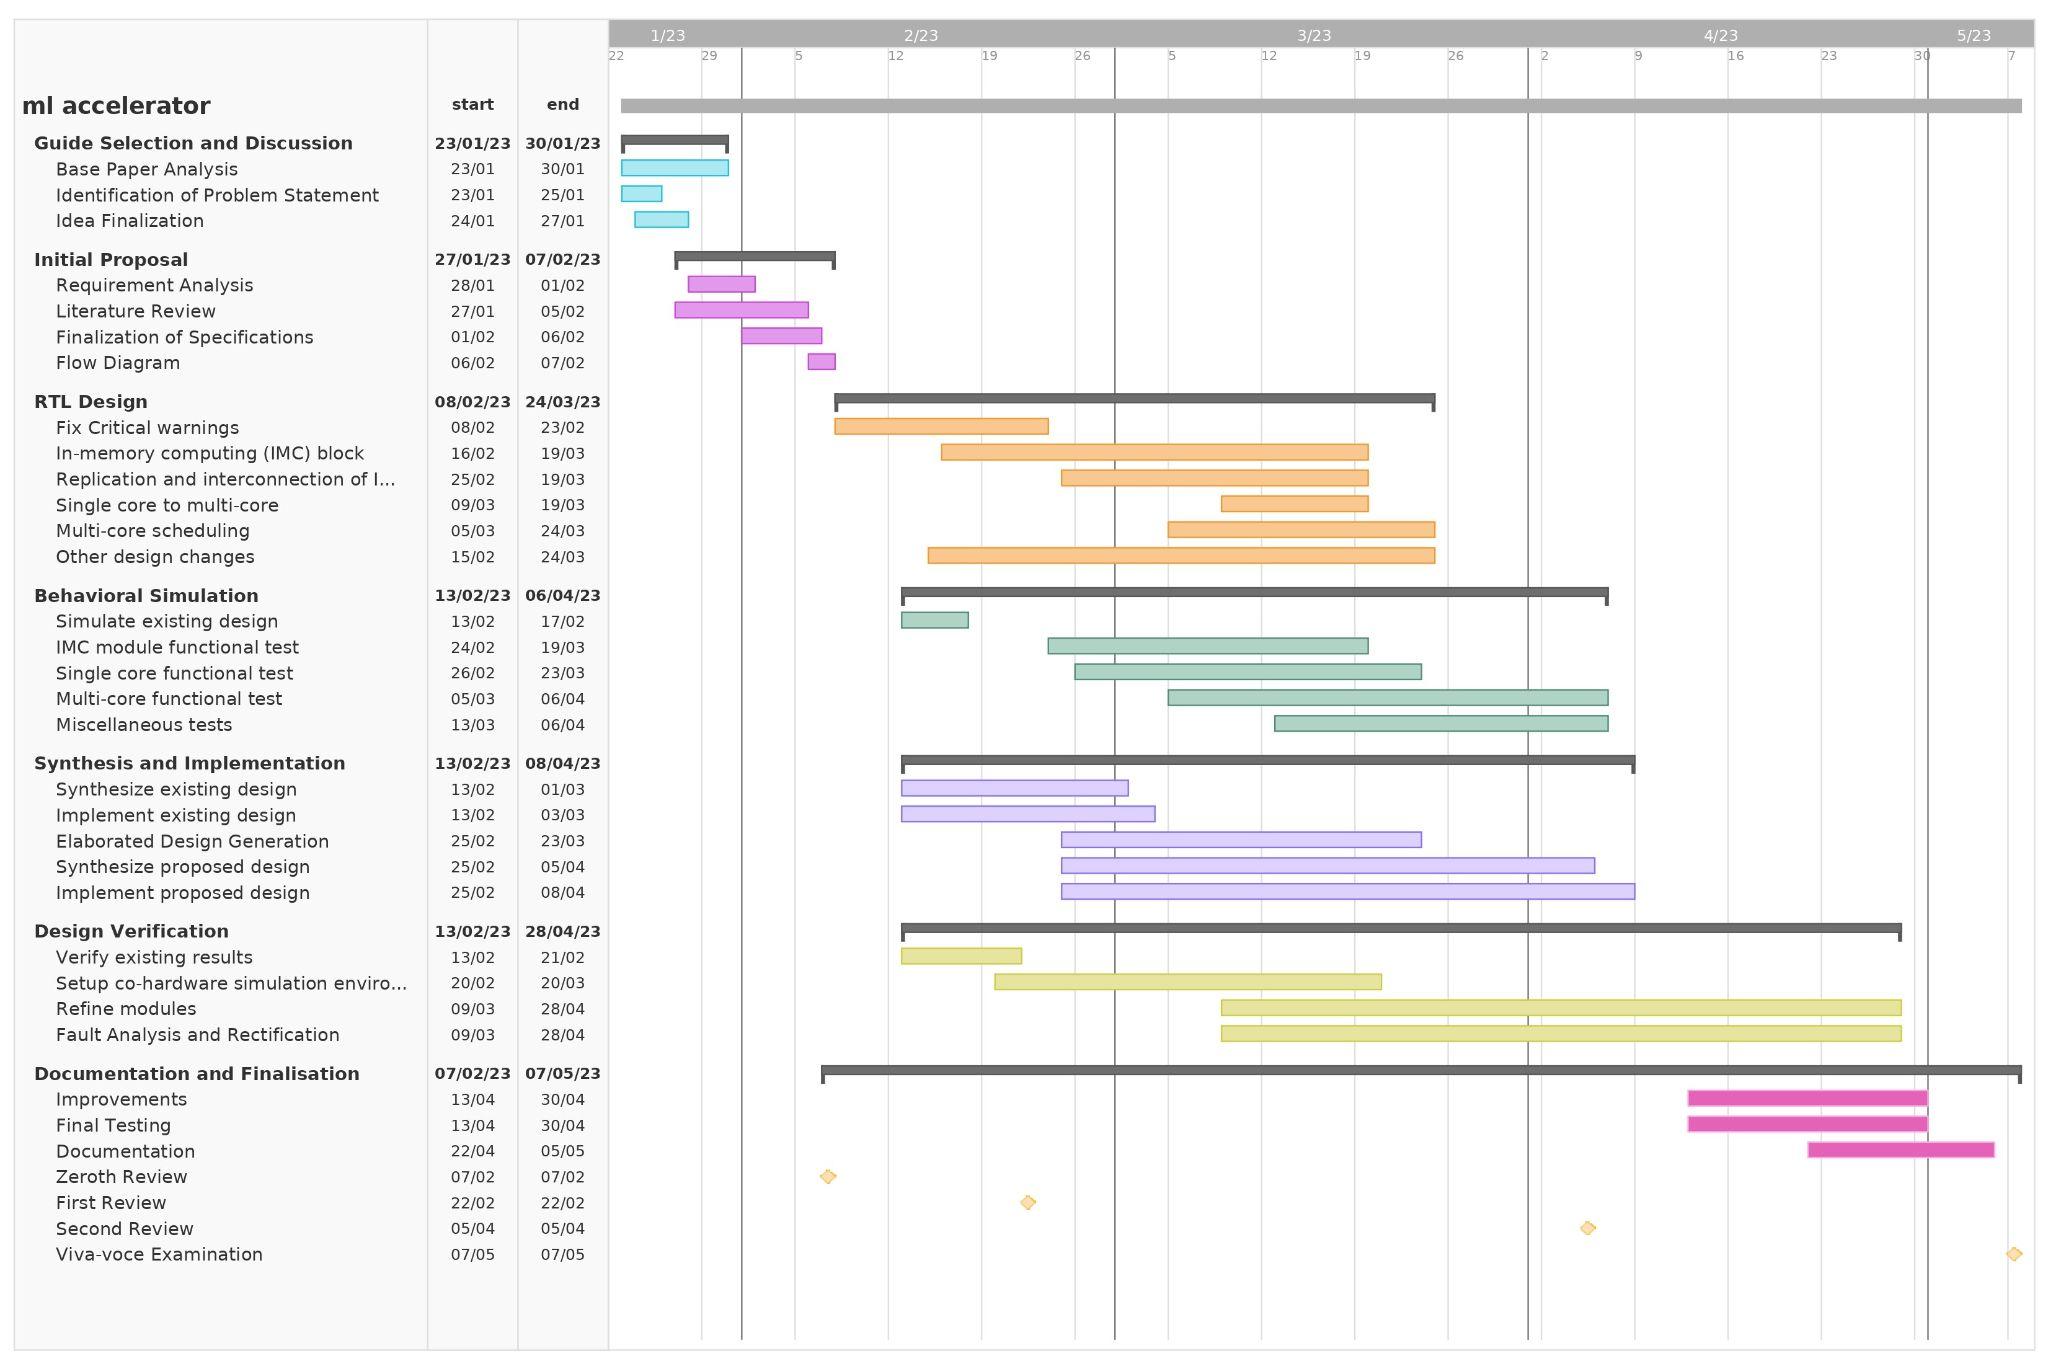 1/23 2/23 3/23 4/23 5/23
22 29 5 12 19 26 5 12 19 26 2 9 16 23 30 7
ml accelerator start end
Guide Selection and Discussion 23/01/23 30/01/23
Base Paper Analysis 23/01 30/01
Identification of Problem Statement 23/01 25/01
Idea Finalization 24/01 27/01
Initial Proposal 27/01/23 07/02/23
Requirement Analysis 28/01 01/02
Literature Review 27/01 05/02
Finalization of Specifications 01/02 06/02
Flow Diagram 06/02 07/02
RTL Design 08/02/23 24/03/23
Fix Critical warnings 08/02 23/02
In-memory computing (IMC) block 16/02 19/03
Replication and interconnection of I... 25/02 19/03
Single core to multi-core 09/03 19/03
Multi-core scheduling 05/03 24/03
Other design changes 15/02 24/03
Behavioral Simulation 13/02/23 06/04/23
Simulate existing design 13/02 17/02
IMC module functional test 24/02 19/03
Single core functional test 26/02 23/03
Multi-core functional test 05/03 06/04
Miscellaneous tests 13/03 06/04
Synthesis and Implementation 13/02/23 08/04/23
Synthesize existing design 13/02 01/03
Implement existing design 13/02 03/03
Elaborated Design Generation 25/02 23/03
Synthesize proposed design 25/02 05/04
Implement proposed design 25/02 08/04
Design Verification 13/02/23 28/04/23
Verify existing results 13/02 21/02
Setup co-hardware simulation enviro... 20/02 20/03
Refine modules 09/03 28/04
Fault Analysis and Rectification 09/03 28/04
Documentation and Finalisation 07/02/23 07/05/23
Improvements 13/04 30/04
Final Testing 13/04 30/04
Documentation 22/04 05/05
Zeroth Review 07/02 07/02
First Review 22/02 22/02
Second Review 05/04 05/04
Viva-voce Examination 07/05 07/05